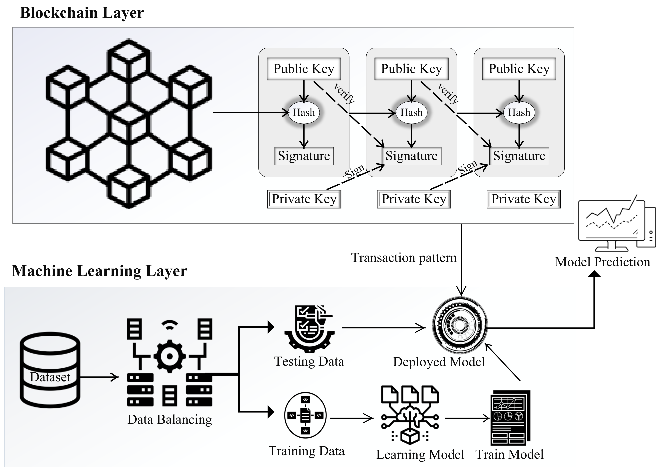 Blockchain Layer
Public Key
Public Key
Public Key
verify
verify
Hash
Hash
Hash
Signature
Signature
Signature
Sign
Sign
Private Key
Private Key
Private Key
Transaction pattern
Model Prediction
Machine Learning Layer
Dataset
Data Balancing
Testing Data
Deployed Model
Training Data
Learning Model
Train Model